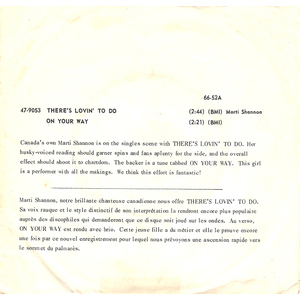 66-52A
47-9053 THERE'S LOVIN' TO DO (2:44) (BMI) Marti Shannon
ON YOUR WAY (2:21) (BMI)
Canada's own Marti Shannon is on the singles scene with THERE'S LOVIN' TO DO. Her
husky-voiced reading should garner spins and fans aplenty for the side, and the overall
effect should shoot it to chartdom. The backer is a tune tabbed ON YOUR WAY. This girl
is a performer with all the makings. We think this effort is fantastic!
Marti Shannon, notre brillante chanteuse canadienne nous offre THERE'S LOVIN' TO DO.
Sa voix rauque et le style distinctif de son interprétation la rendront encore plus populaire
auprès des discophiles qui demanderont que ce disque soit joué sur les ondes. Au verso,
ON YOUR WAY est rendu avec brio. Cette jeune fille a du métier et elle le prouve encore
une fois par ce nouvel enregistrement pour lequel nous prévoyons une ascension rapide vers
le sommet du palmarès.